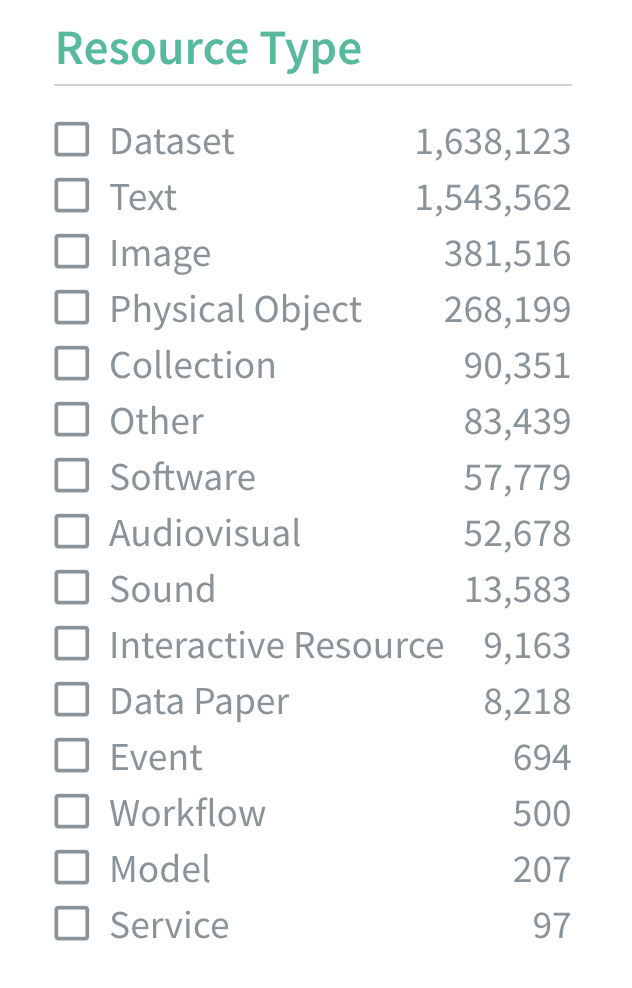 Resource Type
Dataset 1,638,123
Text 1,543,562
Image 381,516
Physical Object 268,199
Collection 90,351
Other 83,439
Software 57,779
Audiovisual 52,678
Sound 13,583
Interactive Resource 9,163
Data Paper 8,218
Event 694
Workflow 500
Model 207
Service 97